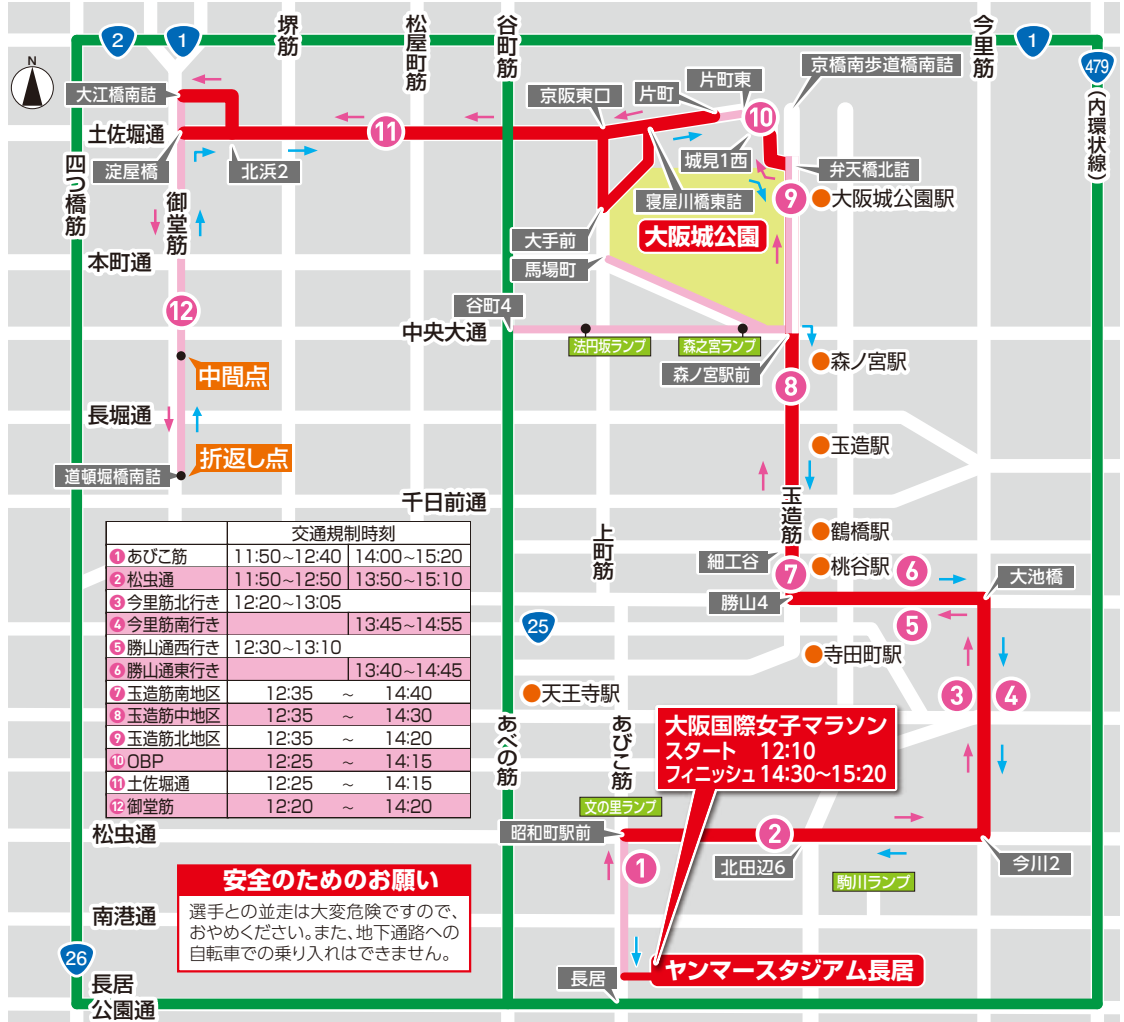 2
1
堺筋
松屋町筋
谷町筋
今里筋
1
479
(内環状線)
N
大江橋南詰
土佐堀通
淀屋橋
北浜2
四つ橋筋
御堂筋
11
京阪東口
片町
片町東
京橋南歩道橋南詰
10
城見1西
弁天橋北詰
9
大阪城公園駅
寝屋川橋東詰
大阪城公園
大手前
馬場町
本町通
谷町4
12
中央大通
法円坂ランプ
森之宮ランプ
森ノ宮駅前
森ノ宮駅
8
中間点
長堀通
折返し点
道頓堀橋南詰
玉造駅
千日前通
玉造筋
上町筋
鶴橋駅
細工谷
7
桃谷駅
6
大池橋
勝山4
5
25
寺田町駅
天王寺駅
3
4
あべの筋
あびこ筋
交通規制時刻
1 あびこ筋 11:50~12:40 14:00~15:20
2 松虫通 11:50~12:50 13:50~15:10
3 今里筋北行き 12:20~13:05
4 今里筋南行き 13:45~14:55
5 勝山通西行き 12:30~13:10
6 勝山通東行き 13:40~14:45
7 玉造筋南地区 12:35 ~ 14:40
8 玉造筋中地区 12:35 ~ 14:30
9 玉造筋北地区 12:35 ~ 14:20
10 OBP 12:25 ~ 14:15
11 土佐堀通 12:25 ~ 14:15
12 御堂筋 12:20 ~ 14:20
大阪国際女子マラソン
スタート 12:10
フィニッシュ 14:30~15:20
文の里ランプ
松虫通
昭和町駅前
2
1
北田辺6
駒川ランプ
今川2
安全のためのお願い
選手との並走は大変危険ですので、
おやめください。また、地下通路への
自転車での乗り入れはできません。
南港通
26
長居
公園通
長居
ヤンマースタジアム長居